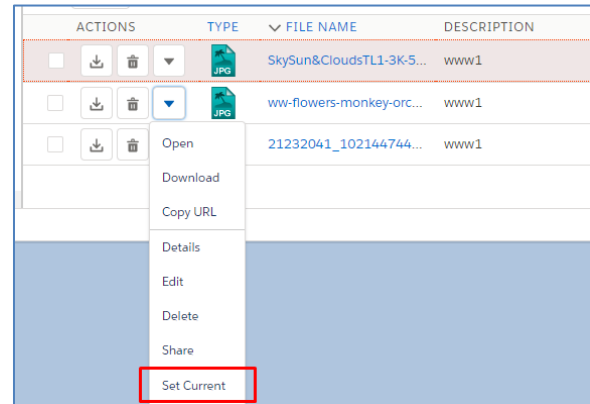 ACTIONS TYPE FILE NAME DESCRIPTION
JPG SkySun&CloudsTL1-3K-5... www1
JPG ww-flowers-monkey-orc... www1
21232041_102144744... www1
Open
Download
Copy URL
Details
Edit
Delete
Share
Set Current